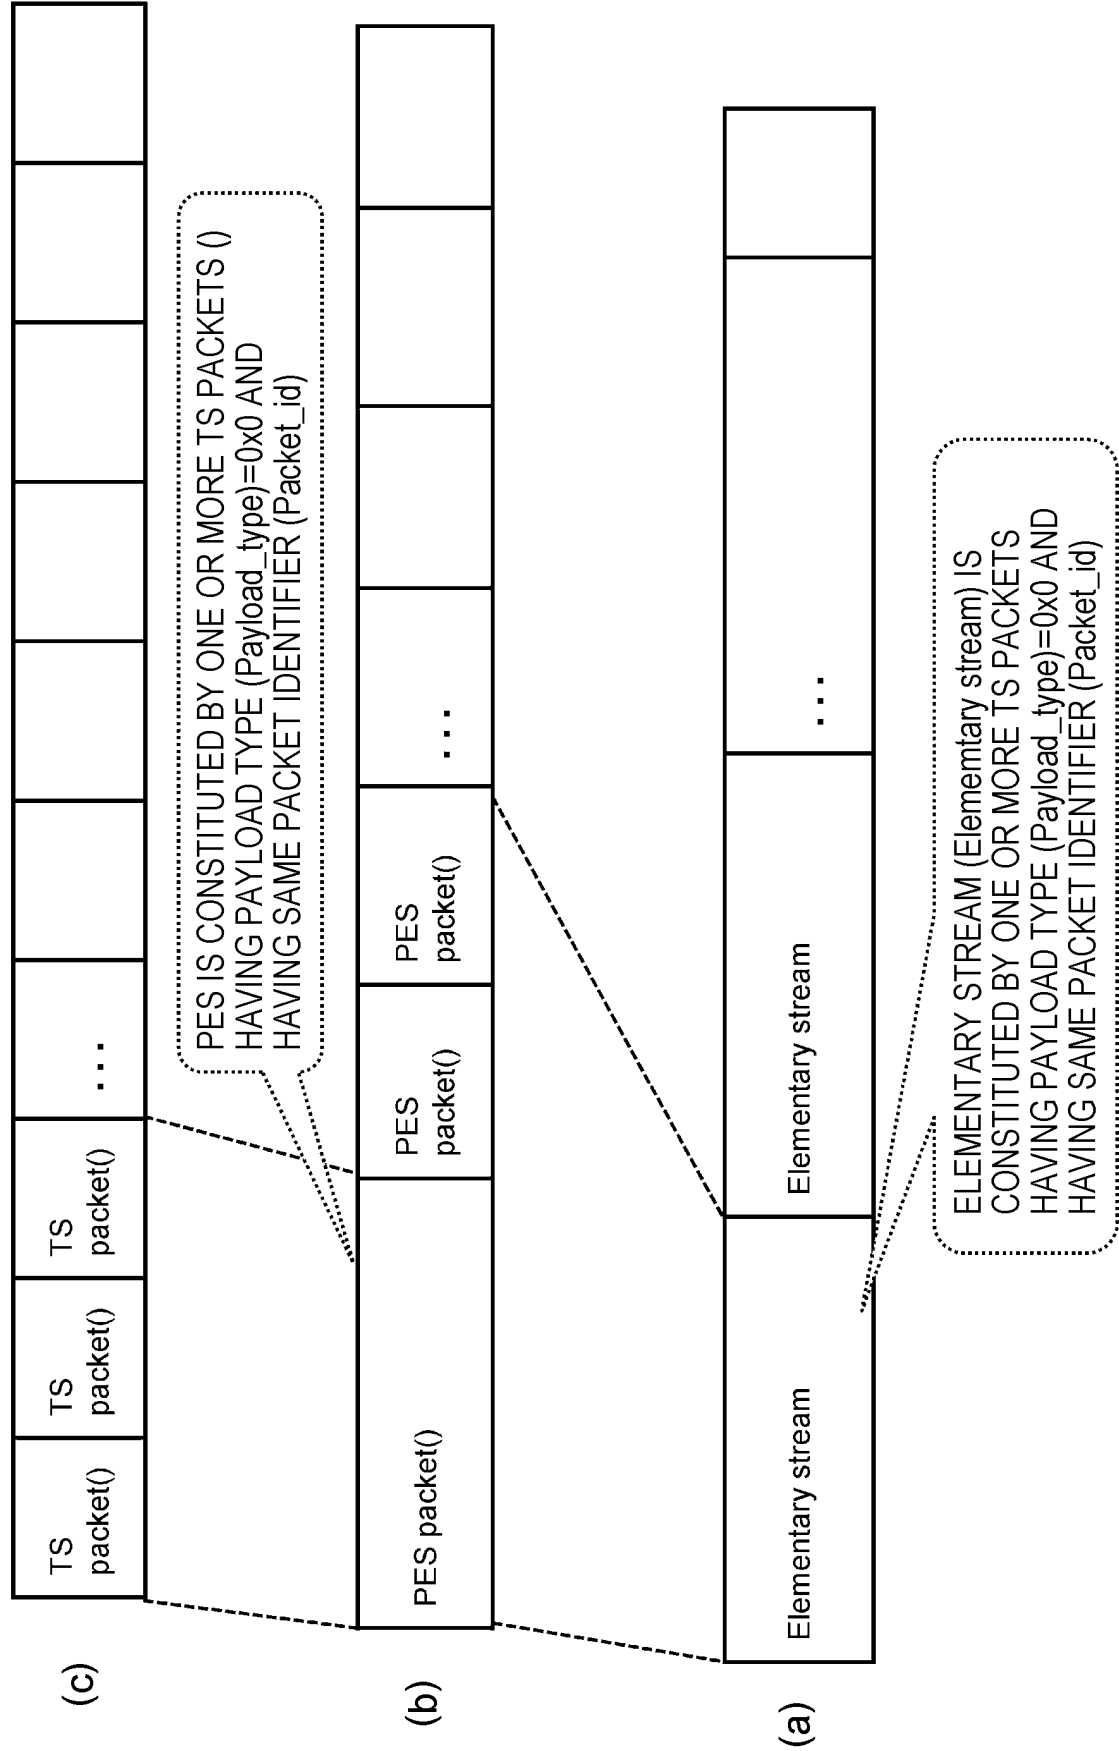 (c)
TS
packet()
TS
packet()
TS
packet()
...
PES IS CONSTITUTED BY ONE OR MORE TS PACKETS ()
HAVING PAYLOAD TYPE (Payload_type)=0x0 AND
HAVING SAME PACKET IDENTIFIER (Packet_id)
(b)
PES packet()
PES
packet()
PES
packet()
...
(a)
Elementary stream
Elementary stream
...
ELEMENTARY STREAM (Elememtary stream) IS
CONSTITUTED BY ONE OR MORE TS PACKETS
HAVING PAYLOAD TYPE (Payload_type)=0x0 AND
HAVING SAME PACKET IDENTIFIER (Packet_id)